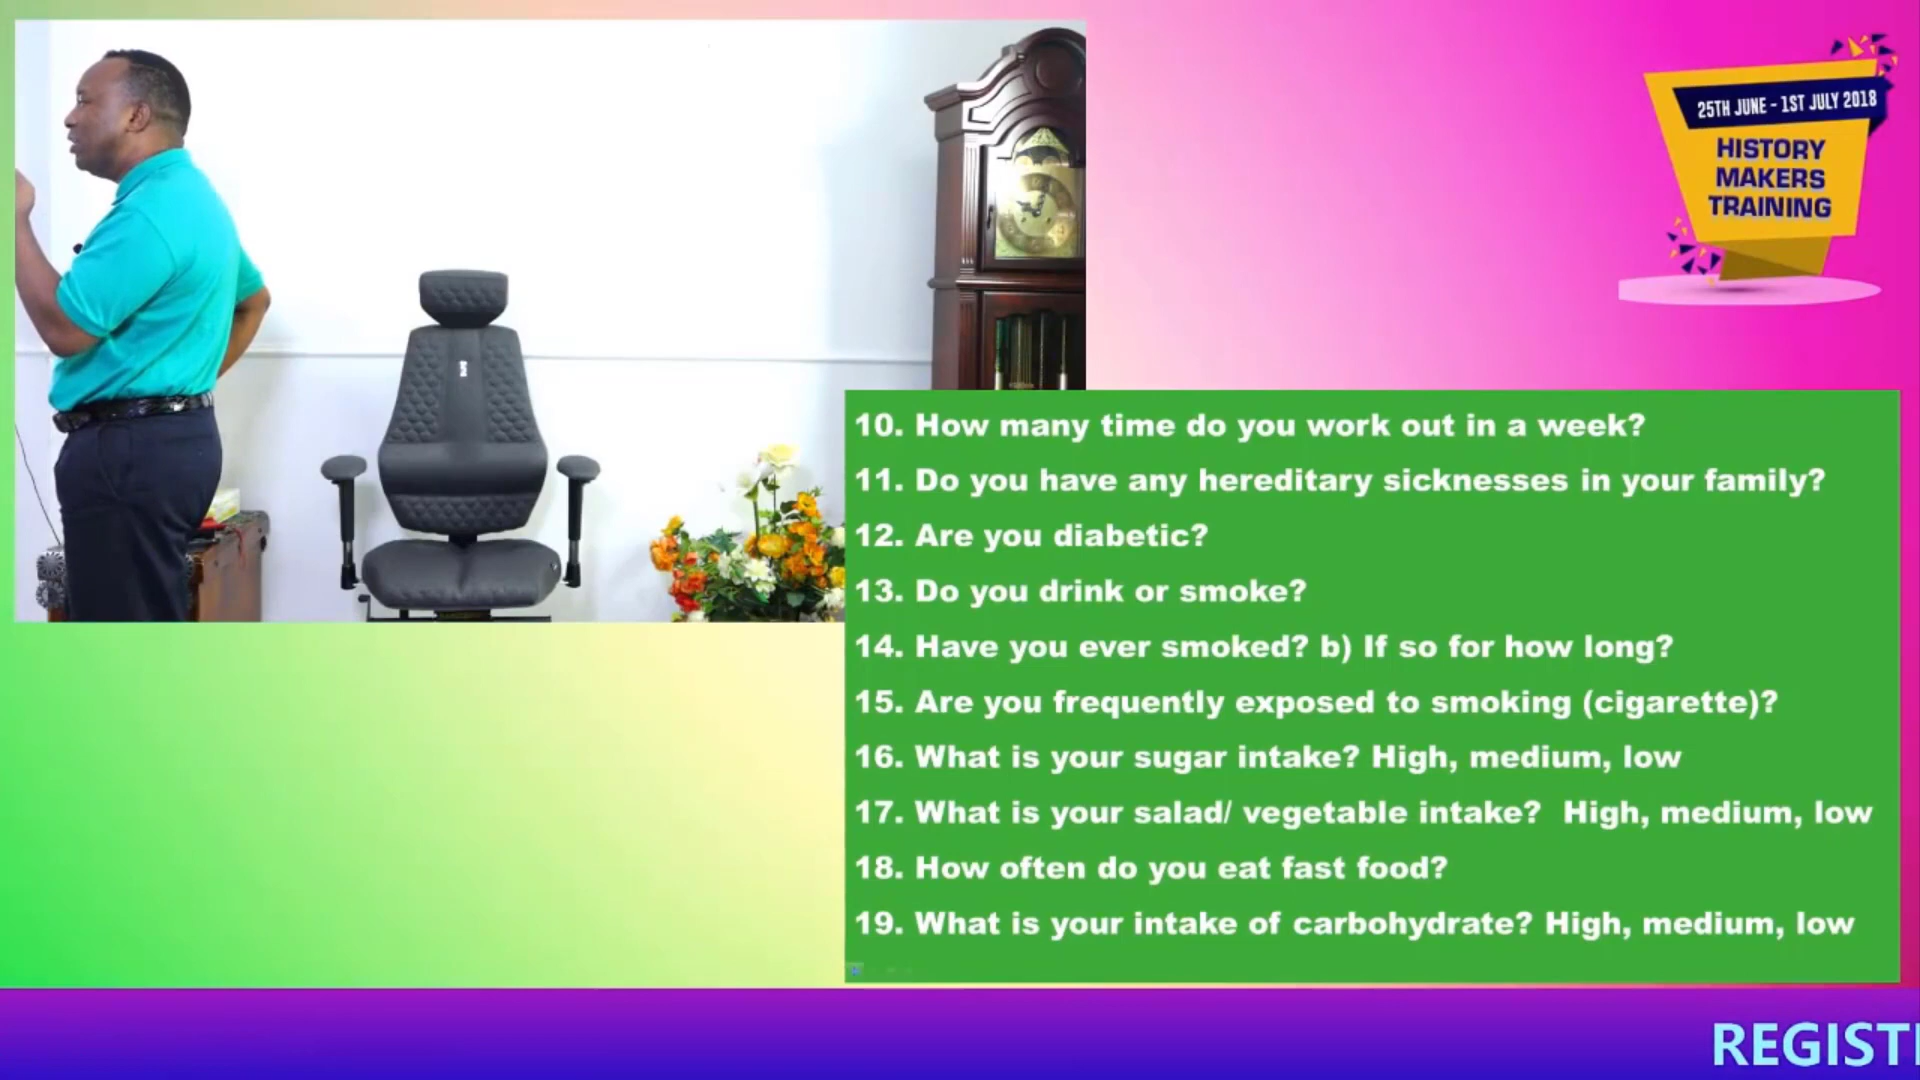 25TH JUNE - 1ST JULY 2018
HISTORY
MAKERS
TRAINING
10. How many time do you work out in a week?
11. Do you have any hereditary sicknesses in your family?
12. Are you diabetic?
13. Do you drink or smoke?
14. Have you ever smoked? b) If so for how long?
15. Are you frequently exposed to smoking (cigarette)?
16. What is your sugar intake? High, medium, low
17. What is your salad/ vegetable intake?  High, medium, low
18. How often do you eat fast food?
19. What is your intake of carbohydrate? High, medium, low
REGIST